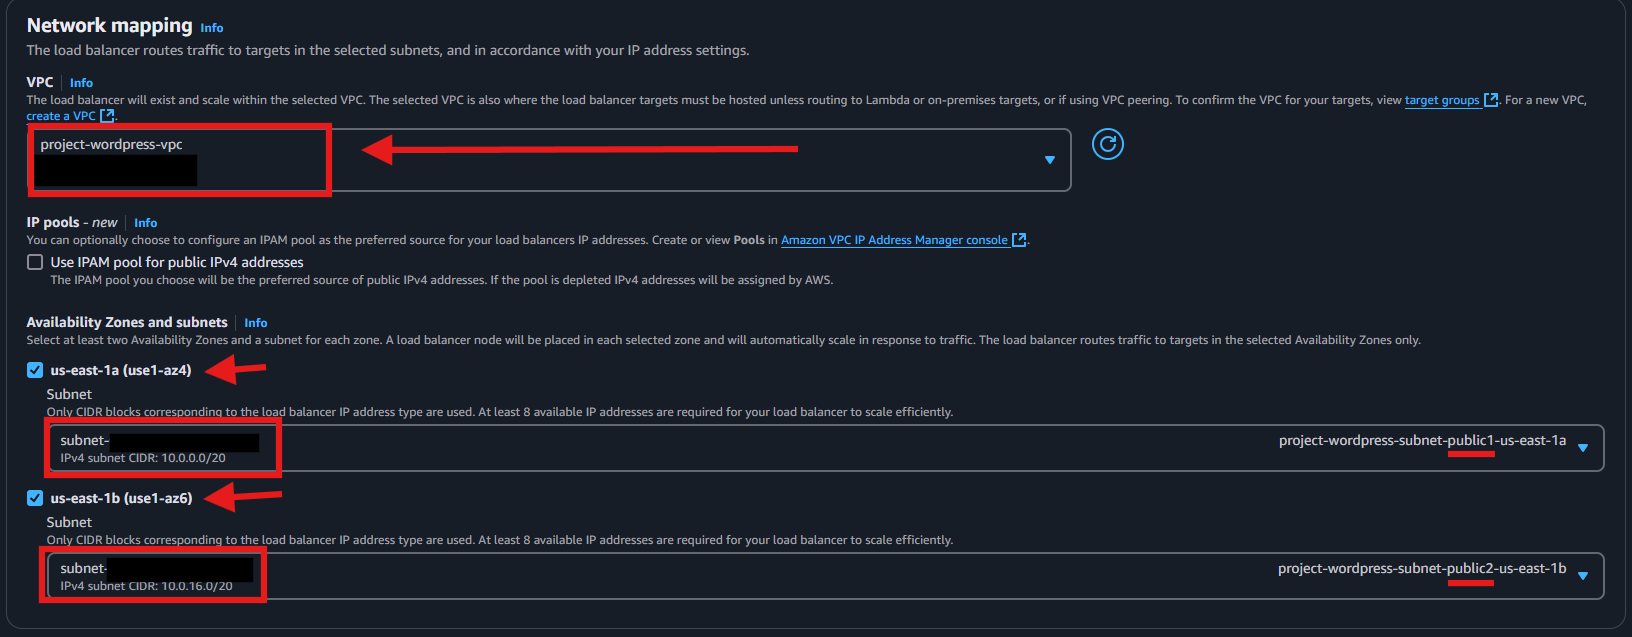 Network mapping Info
The load balancer routes traffic to targets in the selected subnets, and in accordance with your IP address settings.
VPC Info
The load balancer will exist and scale within the selected VPC. The selected VPC is also where the load balancer targets must be hosted unless routing to Lambda or on-premises targets, or if using VPC peering. To confirm the VPC for your targets, view target groups. For a new VPC,
create a VPC.
project-wordpress-vpc
IP pools - new Info
You can optionally choose to configure an IPAM pool as the preferred source for your load balancers IP addresses. Create or view Pools in Amazon VPC IP Address Manager console.
Use IPAM pool for public IPv4 addresses
The IPAM pool you choose will be the preferred source of public IPv4 addresses. If the pool is depleted IPv4 addresses will be assigned by AWS.
Availability Zones and subnets Info
Select at least two Availability Zones and a subnet for each zone. A load balancer node will be placed in each selected zone and will automatically scale in response to traffic. The load balancer routes traffic to targets in the selected Availability Zones only.
us-east-1a (use1-az4)
Subnet
Only CIDR blocks corresponding to the load balancer IP address type are used. At least 8 available IP addresses are required for your load balancer to scale efficiently.
subnet- project-wordpress-subnet-public1-us-east-1a
IPv4 subnet CIDR: 10.0.0.0/20
us-east-1b (use1-az6)
Subnet
Only CIDR blocks corresponding to the load balancer IP address type are used. At least 8 available IP addresses are required for your load balancer to scale efficiently.
subnet- project-wordpress-subnet-public2-us-east-1b
IPv4 subnet CIDR: 10.0.16.0/20